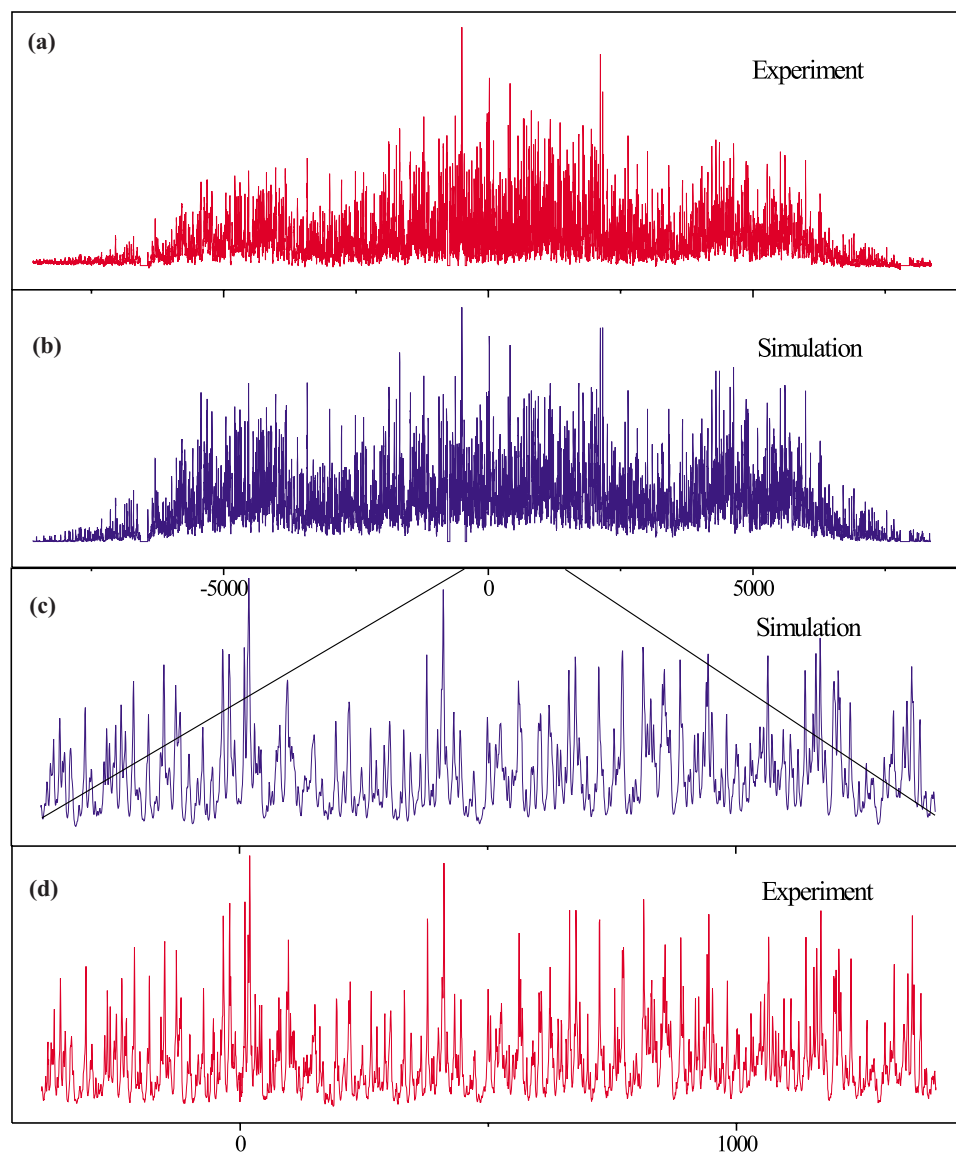 (a)
Experiment
(b)
Simulation
-5000 0 5000
(c)
Simulation
(d)
Experiment
0 1000